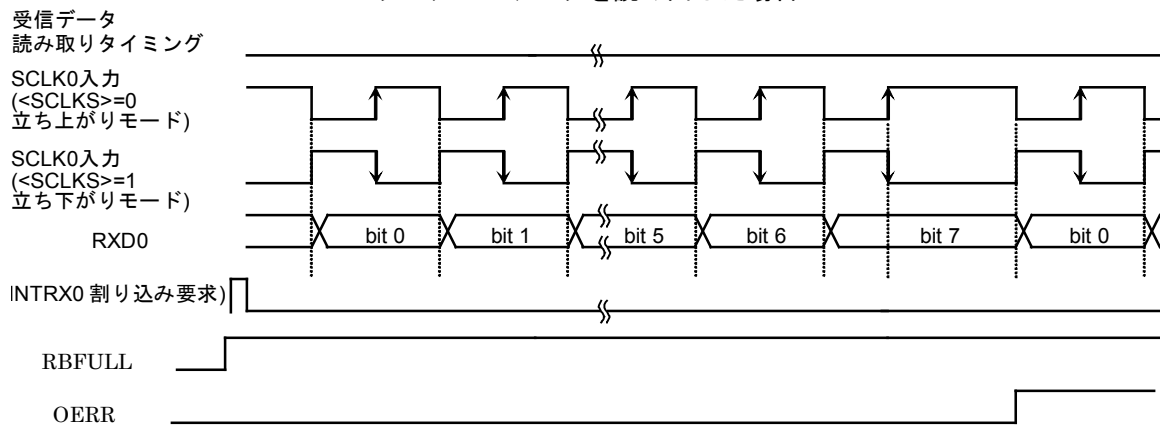 受信データ
読み取りタイミング
SCLK0入力
(<SCLKS>=0
立ち上がりモード)
SCLK0入力
(<SCLKS>=1
立ち下がりモード)
RXD0
bit 0
bit 1
bit 5
bit 6
bit 7
bit 0
INTRX0 割り込み要求)
RBFULL
OERR